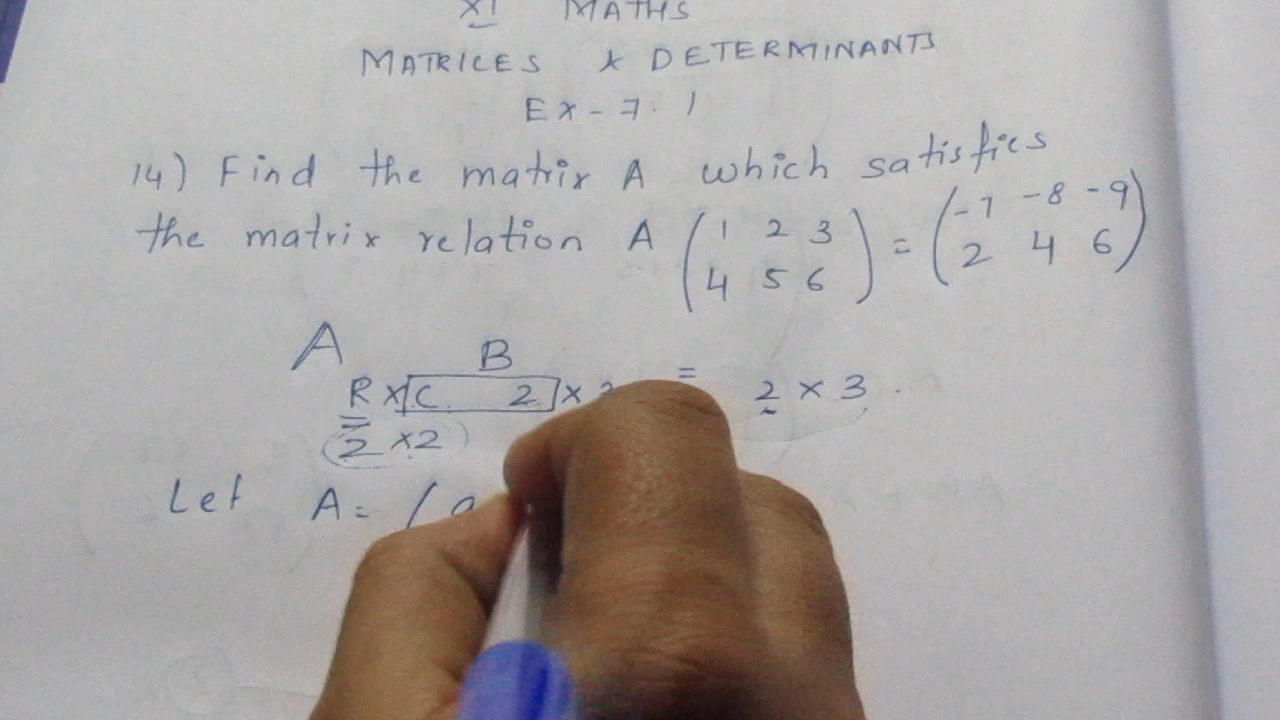 XI MATHS
MATRICES & DETERMINANTS
EX - 7.1
14) Find the matrix A which satisfies
the matrix relation A ( 1 2 3 4 5 6 ) = ( -7 -8 -9 2 4 6 )
A B
R × C 2 × = 2 × 3.
2 × 2
Let A = (